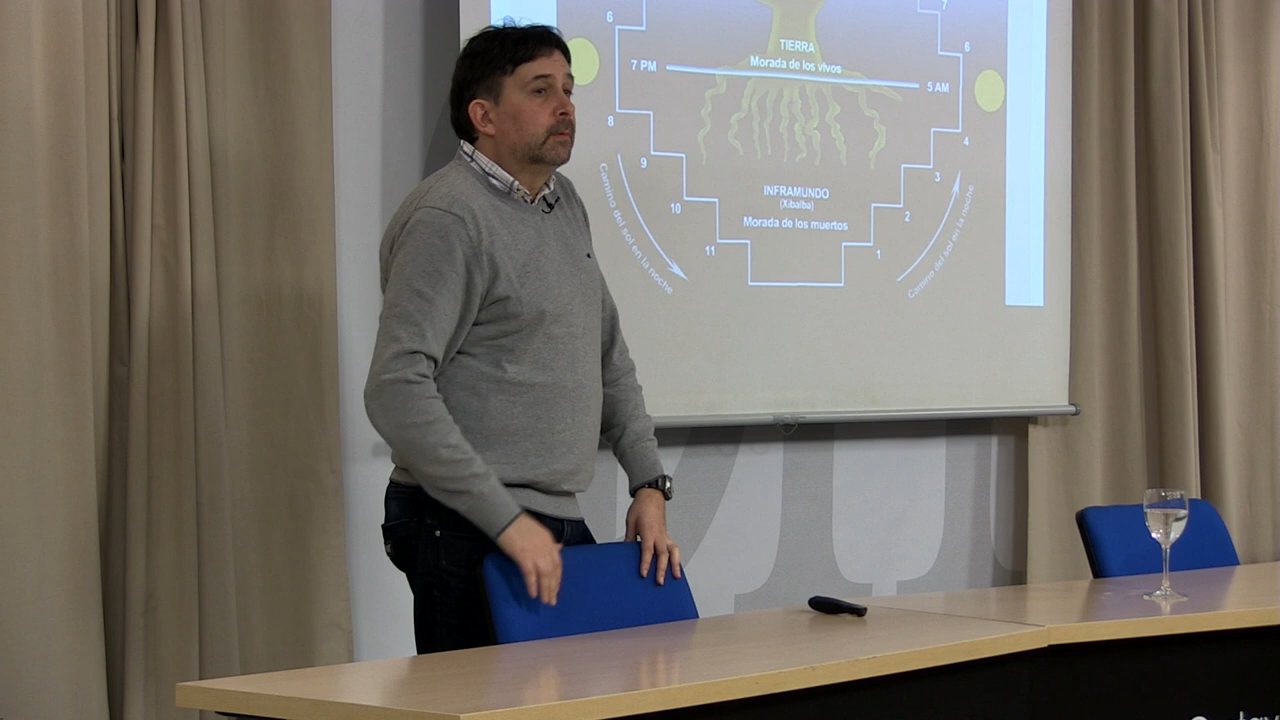 6
7
TIERRA
Morada de los vivos
6
7 PM
5 AM
8
4
9
3
INFRAMUNDO
(Xibalba)
Morada de los muertos
10
2
11
1
Camino del sol en la noche
Camino del sol en la noche